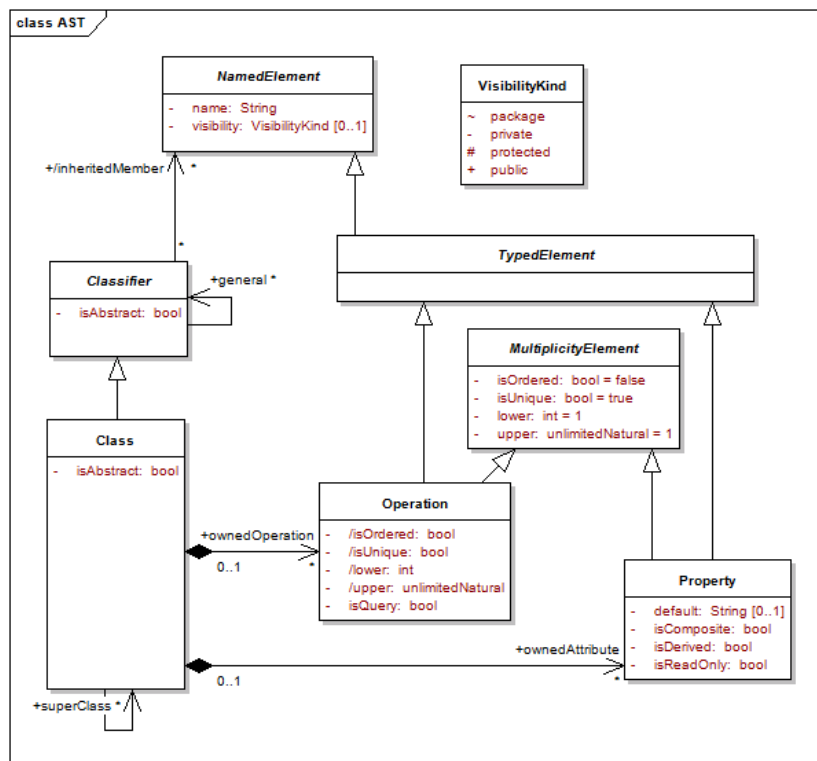 class AST
NamedElement
- name: String
- visibility: VisibilityKind [0..1]
VisibilityKind
~ package
- private
# protected
+ public
+/inheritedMember *
*
TypedElement
Classifier
- isAbstract: bool
+general *
MultiplicityElement
- isOrdered: bool = false
- isUnique: bool = true
- lower: int = 1
- upper: unlimitedNatural = 1
Class
- isAbstract: bool
Operation
- /isOrdered: bool
- /isUnique: bool
- /lower: int
- /upper: unlimitedNatural
- isQuery: bool
+ownedOperation
0..1 *
Property
- default: String [0..1]
- isComposite: bool
- isDerived: bool
- isReadOnly: bool
+ownedAttribute
0..1 *
+superClass *